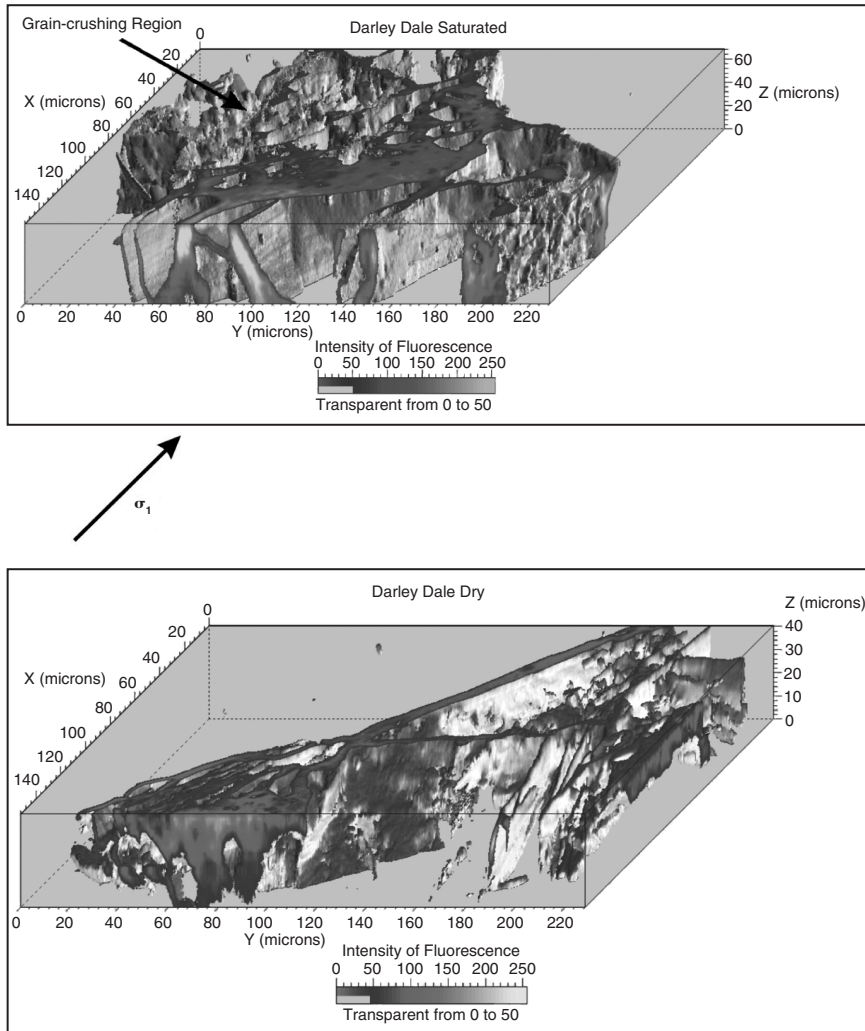 Grain-crushing Region
Darley Dale Saturated
0
20
40
60
80
100
120
140
X (microns)
60
40
20
0
Z (microns)
0 20 40 60 80 100 120 140 160 180 200 220
Y (microns)
Intensity of Fluorescence
0 50 100 150 200 250
Transparent from 0 to 50
σ1
Darley Dale Dry
0
20
40
60
80
100
120
140
X (microns)
Z (microns)
40
30
20
10
0
0 20 40 60 80 100 120 140 160 180 200 220
Y (microns)
Intensity of Fluorescence
0 50 100 150 200 250
Transparent from 0 to 50